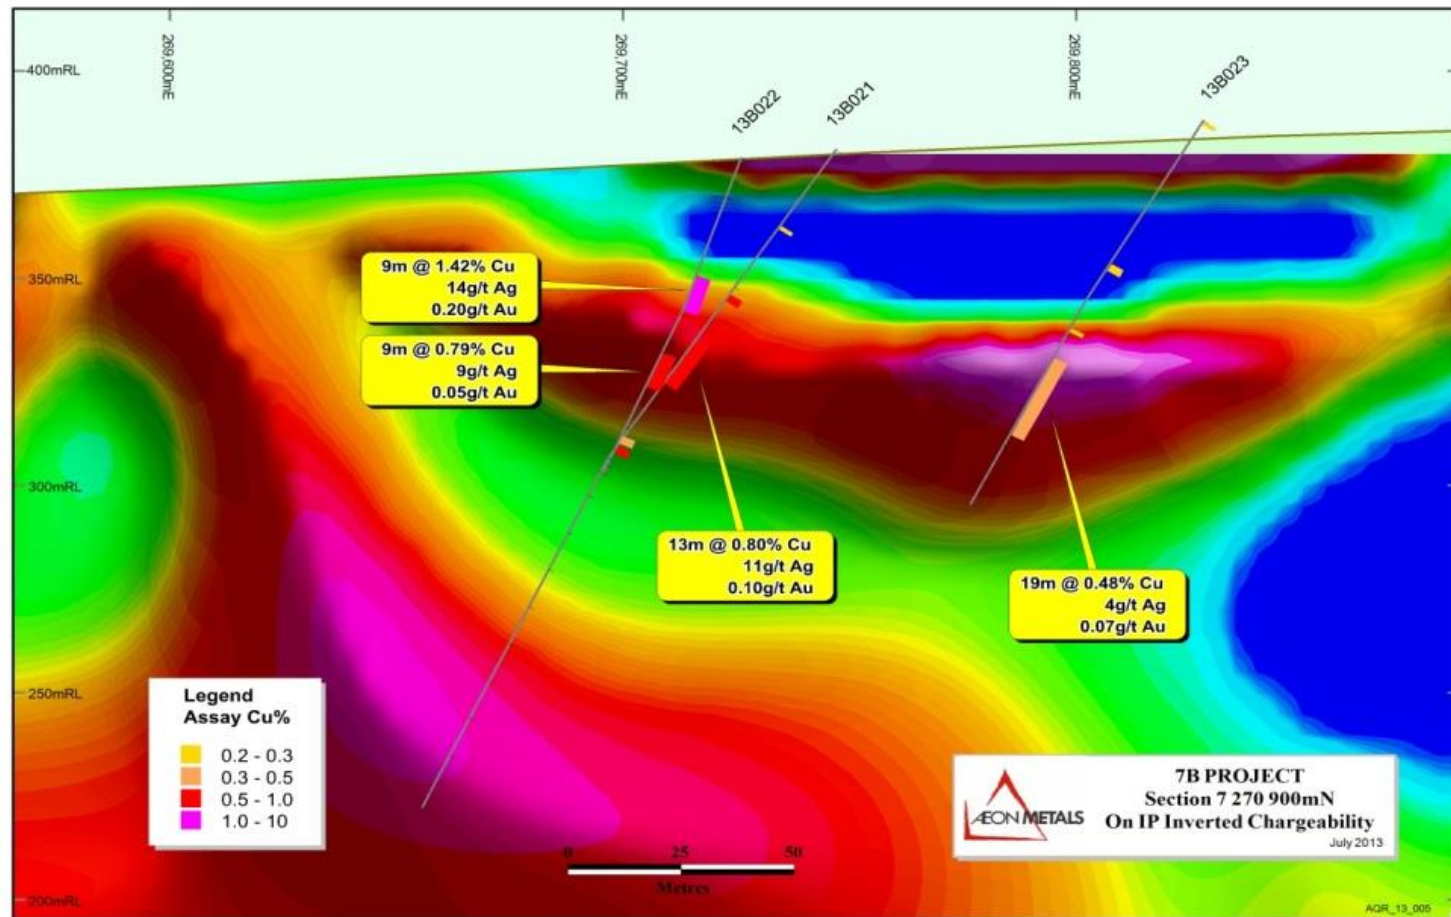 269,600mE
269,700mE
269,800mE
400mRL
350mRL
300mRL
250mRL
200mRL
13B022
13B021
13B023
9m @ 1.42% Cu
14g/t Ag
0.20g/t Au
9m @ 0.79% Cu
9g/t Ag
0.05g/t Au
13m @ 0.80% Cu
11g/t Ag
0.10g/t Au
19m @ 0.48% Cu
4g/t Ag
0.07g/t Au
Legend
Assay Cu%
0.2 - 0.3
0.3 - 0.5
0.5 - 1.0
1.0 - 10
0 25 50
Metres
ÆON METALS
7B PROJECT
Section 7 270 900mN
On IP Inverted Chargeability
July 2013
AQR_13_005